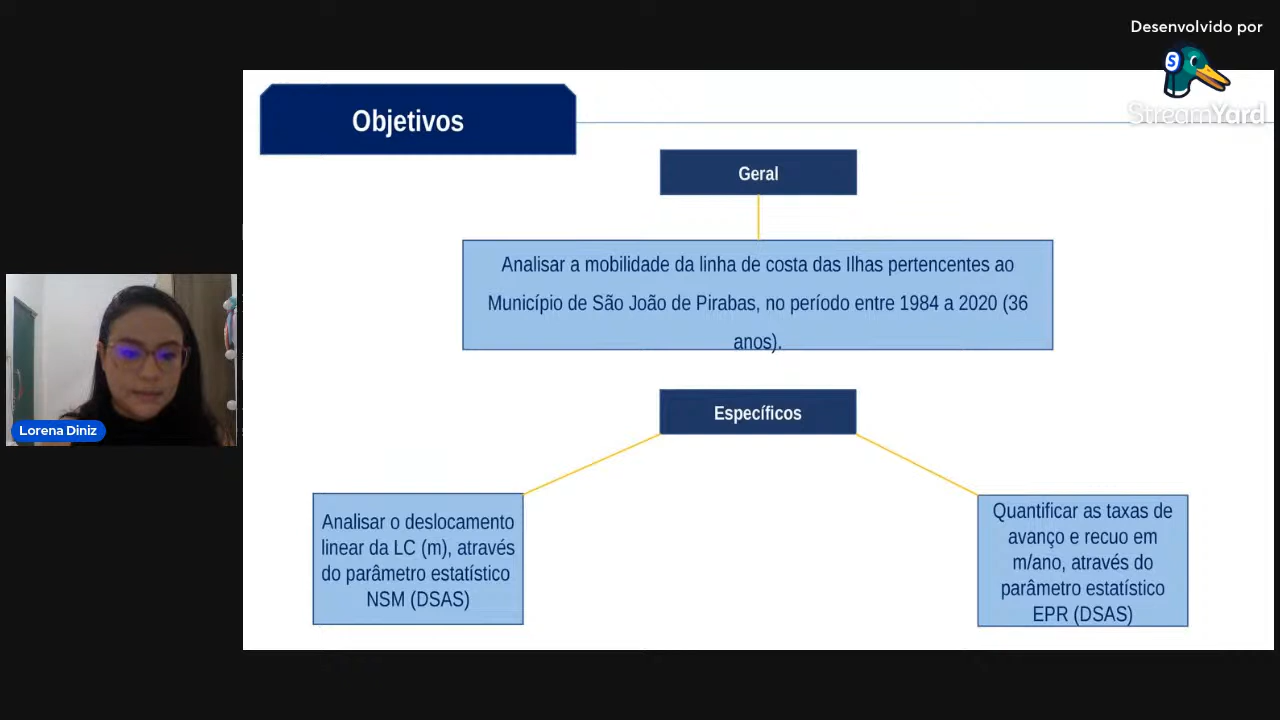 Desenvolvido por
StreamYard
Objetivos
Geral
Analisar a mobilidade da linha de costa das Ilhas pertencentes ao
Município de São João de Pirabas, no período entre 1984 a 2020 (36
anos).
Específicos
Analisar o deslocamento
linear da LC (m), através
do parâmetro estatístico
NSM (DSAS)
Quantificar as taxas de
avanço e recuo em
m/ano, através do
parâmetro estatístico
EPR (DSAS)
Lorena Diniz